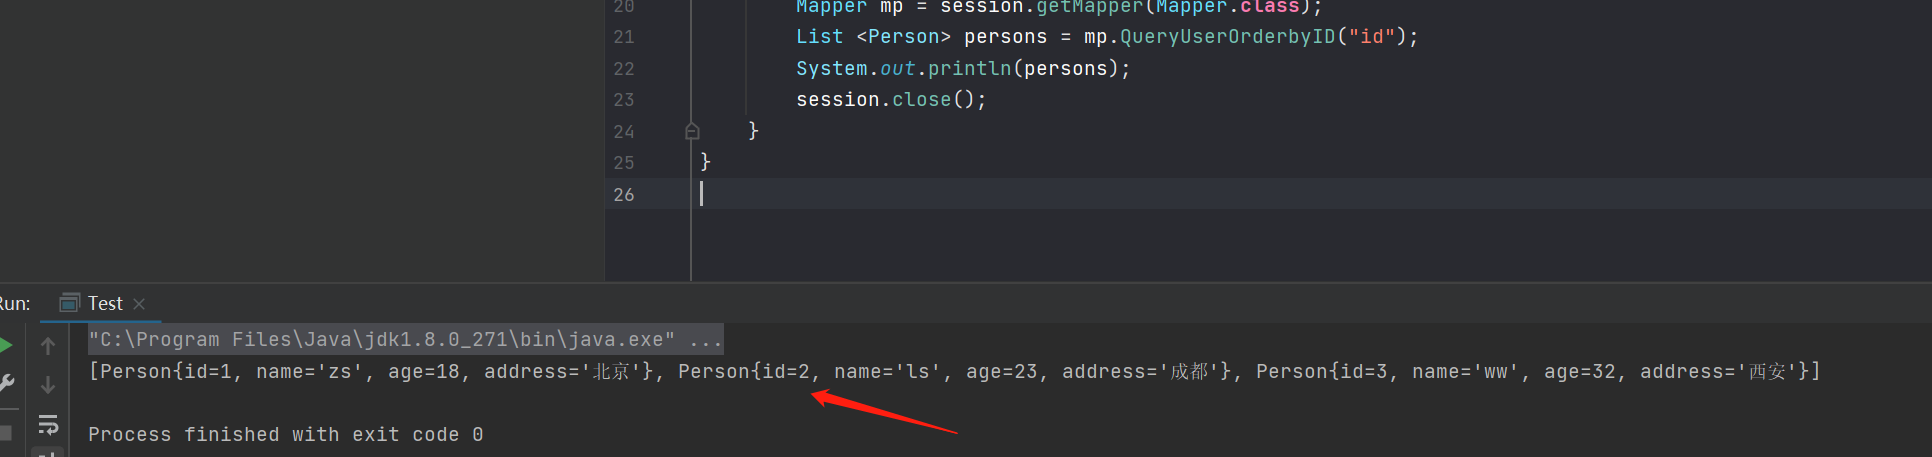 20 Mapper mp = session.getMapper(Mapper.class);
21 List <Person> persons = mp.QueryUserOrderbyID("id");
22 System.out.println(persons);
23 session.close();
24 }
25 }
26
Run: Test
"C:\Program Files\Java\jdk1.8.0_271\bin\java.exe" ...
[Person{id=1, name='zs', age=18, address='北京'}, Person{id=2, name='ls', age=23, address='成都'}, Person{id=3, name='ww', age=32, address='西安'}]
Process finished with exit code 0